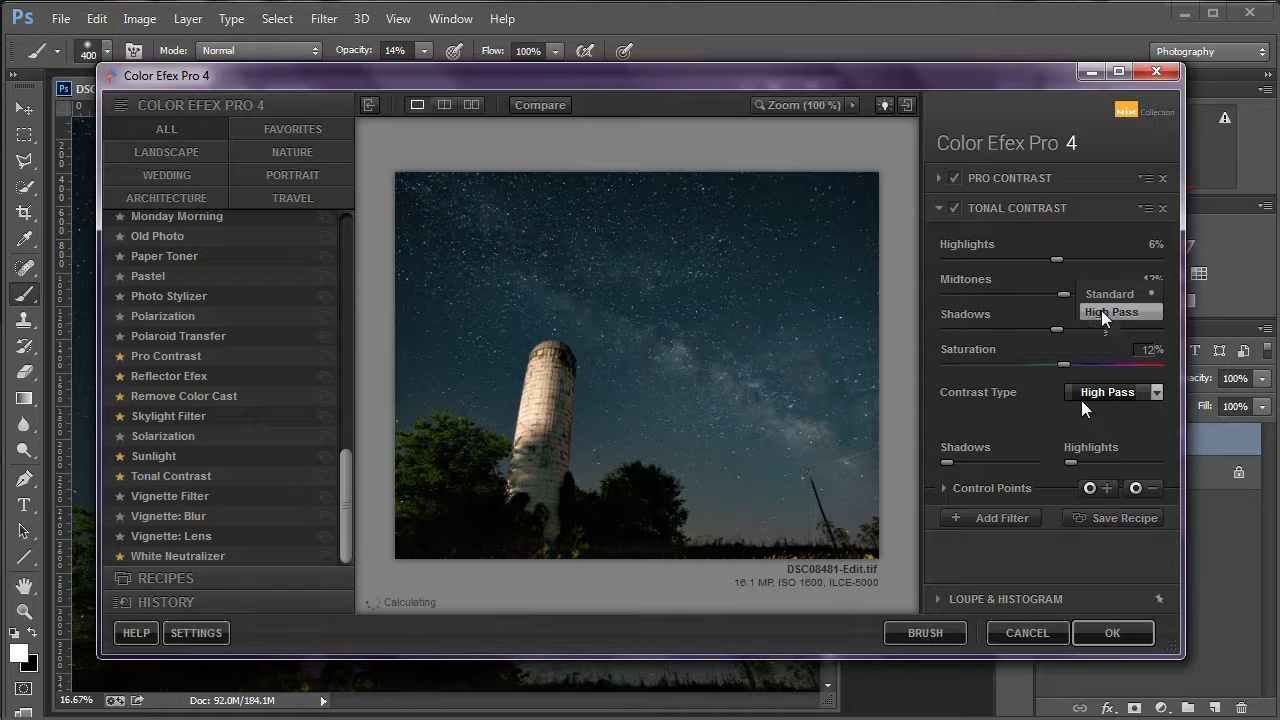 Ps File Edit Image Layer Type Select Filter 3D View Window Help
400 Mode: Normal Opacity: 14% Flow: 100% Photography
Color Efex Pro 4
Ps DSC
COLOR EFEX PRO 4 Compare Zoom (100 %)
Nik Collection
ALL FAVORITES
LANDSCAPE NATURE
WEDDING PORTRAIT
ARCHITECTURE TRAVEL
Monday Morning
Old Photo
Paper Toner
Pastel
Photo Stylizer
Polarization
Polaroid Transfer
Pro Contrast
Reflector Efex
Remove Color Cast
Skylight Filter
Solarization
Sunlight
Tonal Contrast
Vignette Filter
Vignette: Blur
Vignette: Lens
White Neutralizer
RECIPES
HISTORY
HELP SETTINGS
DSC08481-Edit.tif
16.1 MP, ISO 1600, ILCE-5000
Calculating
Color Efex Pro 4
PRO CONTRAST
TONAL CONTRAST
Highlights 6%
Midtones
Standard
High Pass
Shadows
Saturation 12%
Contrast Type High Pass
Shadows Highlights
Control Points
Add Filter Save Recipe
LOUPE & HISTOGRAM
BRUSH CANCEL OK
100%
Fill: 100%
16.67% Doc: 92.0M/184.1M
fx